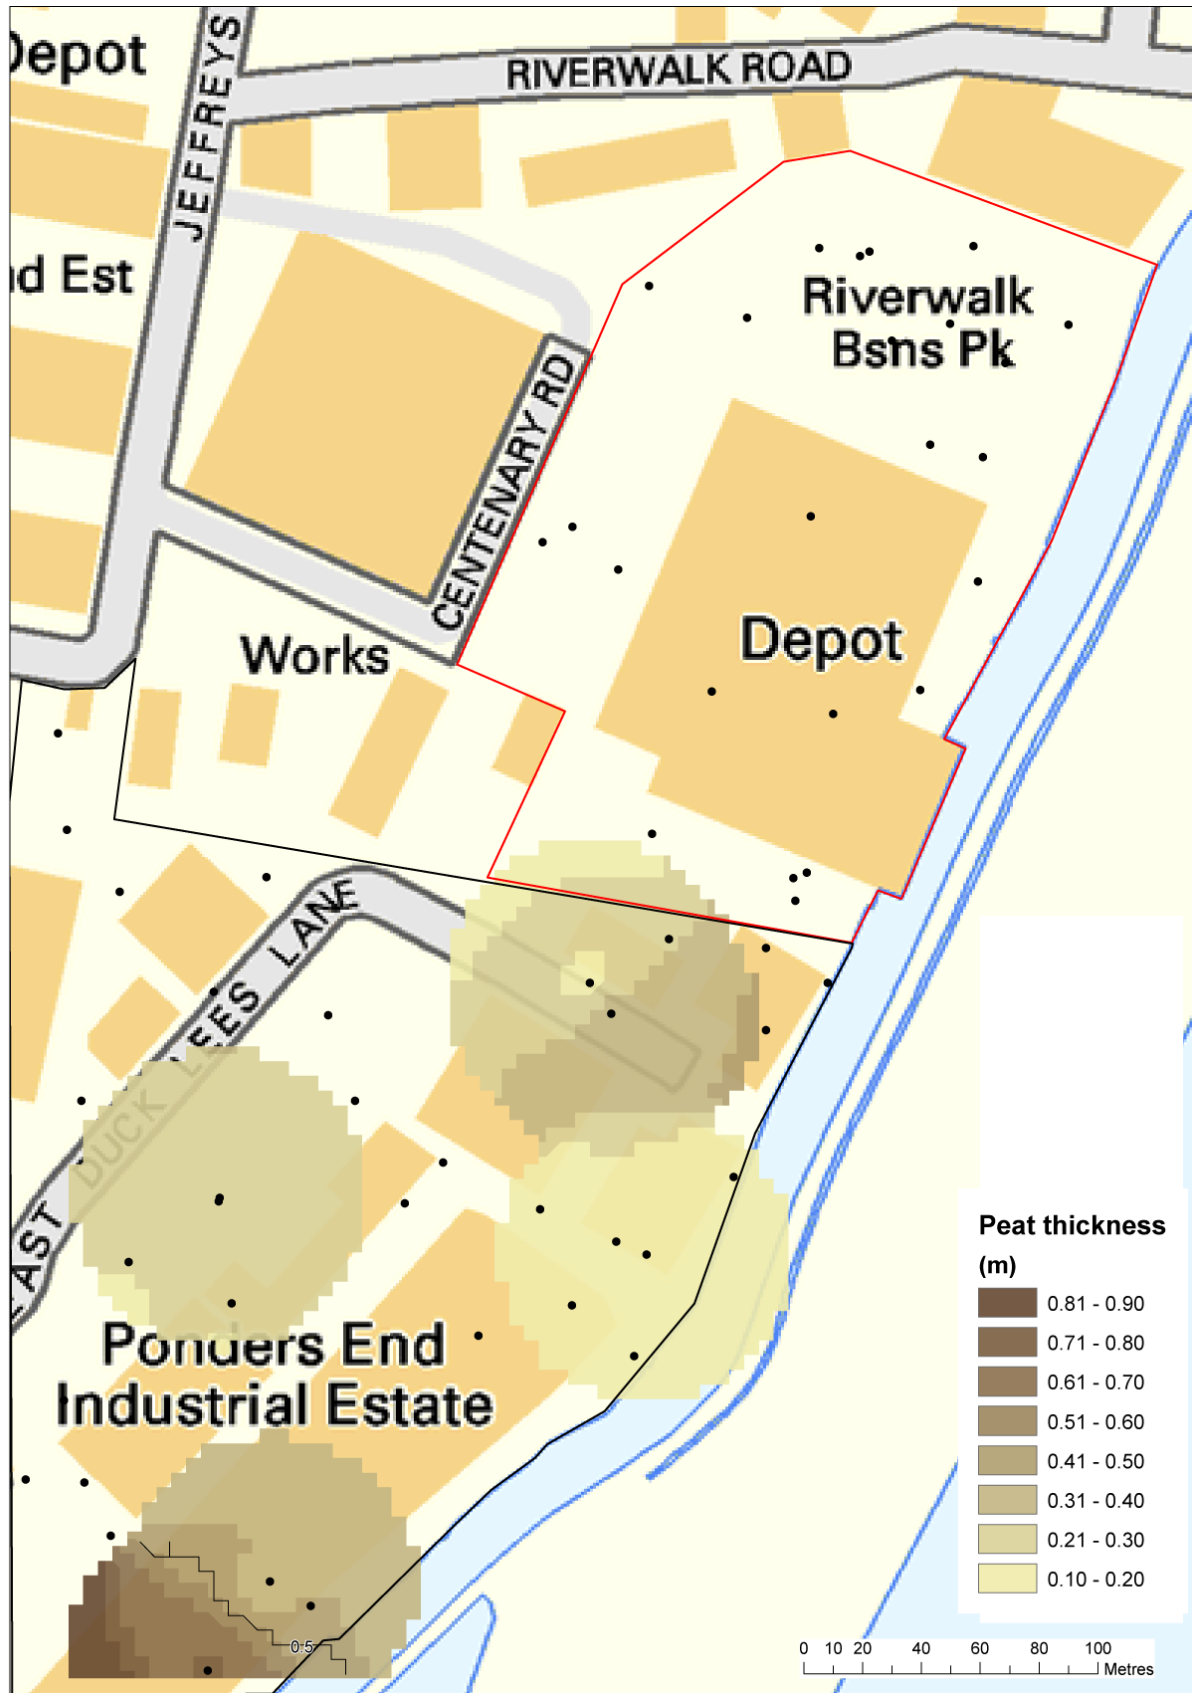 Depot
RIVERWALK ROAD
JEFFREYS
nd Est
Riverwalk
Bsns Pk
CENTENARY RD
Works
Depot
EAST DUCK LEES LANE
Ponders End
Industrial Estate
0.5
Peat thickness
(m)
0.81 - 0.90
0.71 - 0.80
0.61 - 0.70
0.51 - 0.60
0.41 - 0.50
0.31 - 0.40
0.21 - 0.30
0.10 - 0.20
0 10 20 40 60 80 100
Metres